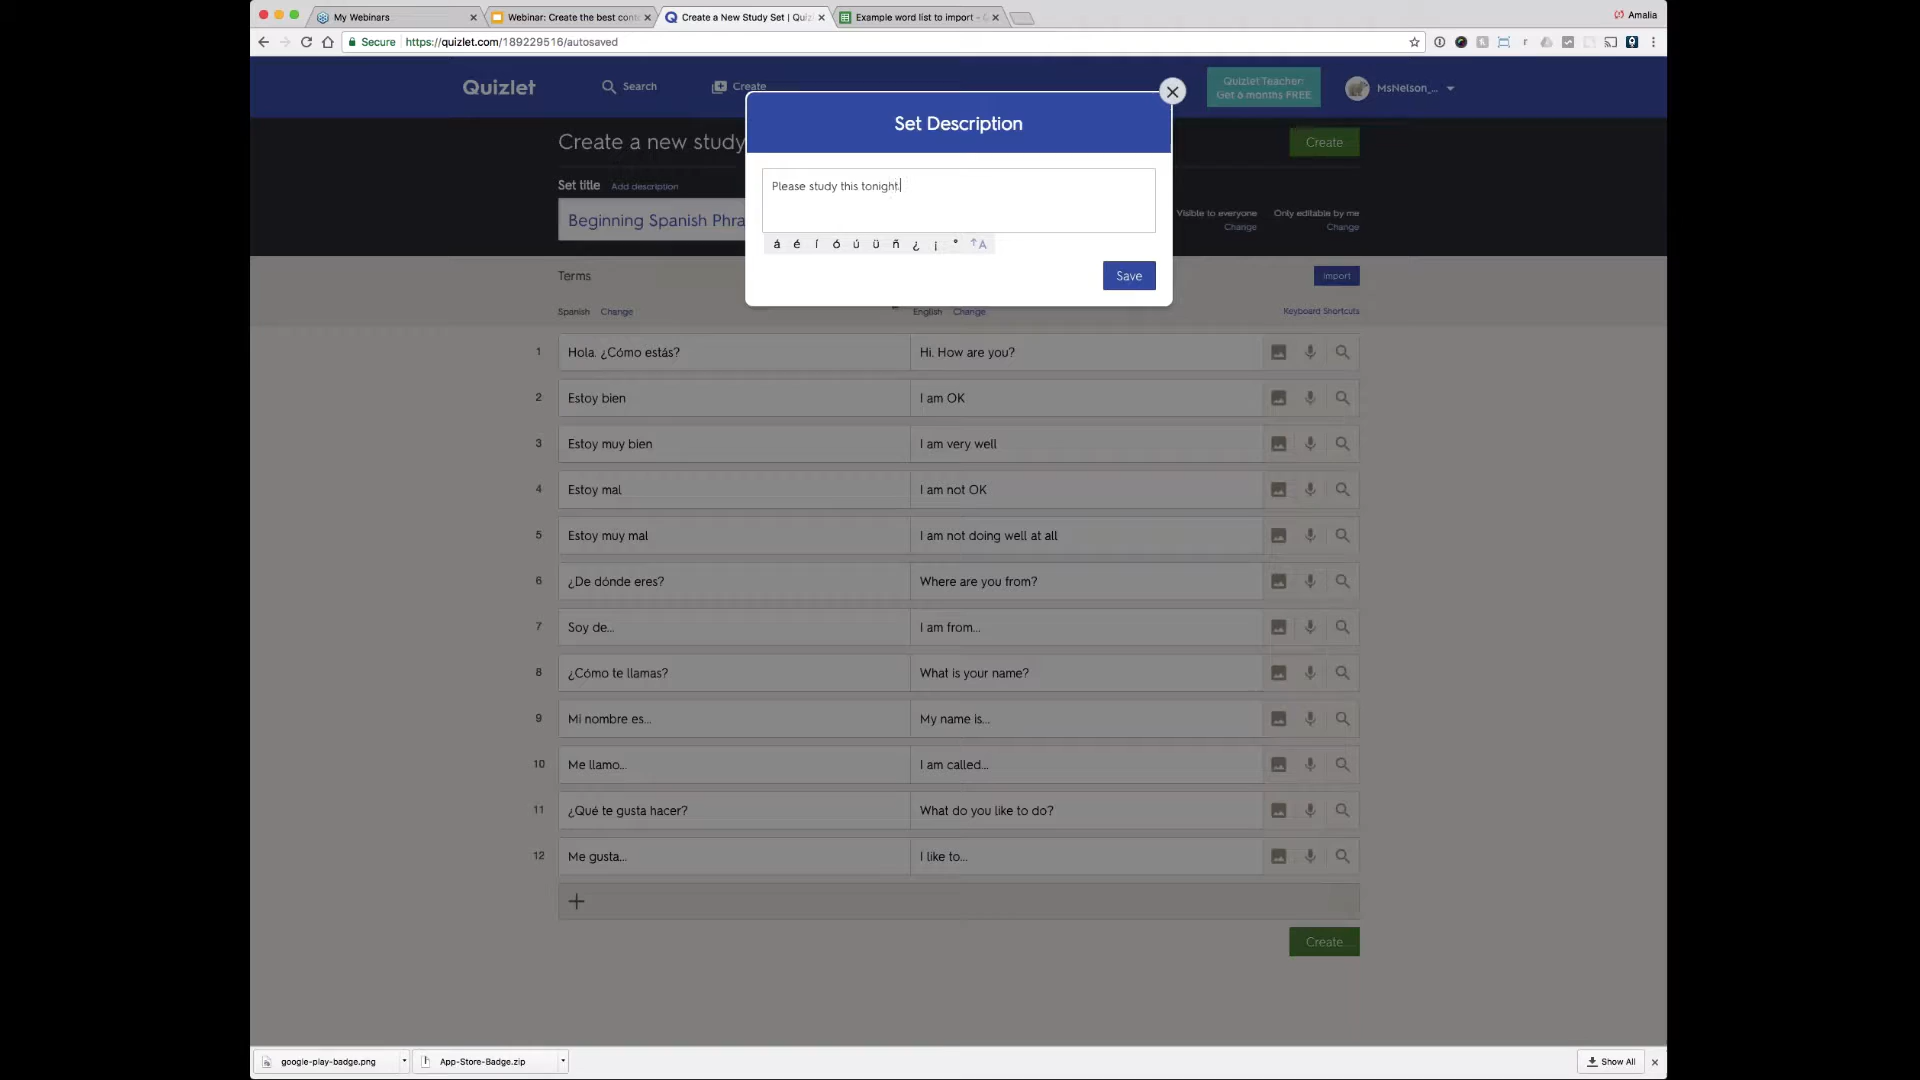 My Webinars
Webinar: Create the best cont
Create a New Study Set | Quiz
Example word list to import -
Amalia
Secure https://quizlet.com/189229516/autosaved
Quizlet
Search
Create
Quizlet Teacher:
Get 6 months FREE
MsNelson_...
Set Description
Create a new study
Create
Set title Add description
Please study this tonight.
Beginning Spanish Phra
Visible to everyone
Change
Only editable by me
Change
á é í ó ú ü ñ ¿ ¡ ° ↑A
Save
Terms
Import
Spanish Change
English Change
Keyboard Shortcuts
1 Hola. ¿Cómo estás? Hi. How are you?
2 Estoy bien I am OK
3 Estoy muy bien I am very well
4 Estoy mal I am not OK
5 Estoy muy mal I am not doing well at all
6 ¿De dónde eres? Where are you from?
7 Soy de... I am from...
8 ¿Cómo te llamas? What is your name?
9 Mi nombre es... My name is...
10 Me llamo... I am called...
11 ¿Qué te gusta hacer? What do you like to do?
12 Me gusta... I like to...
Create
google-play-badge.png
App-Store-Badge.zip
Show All